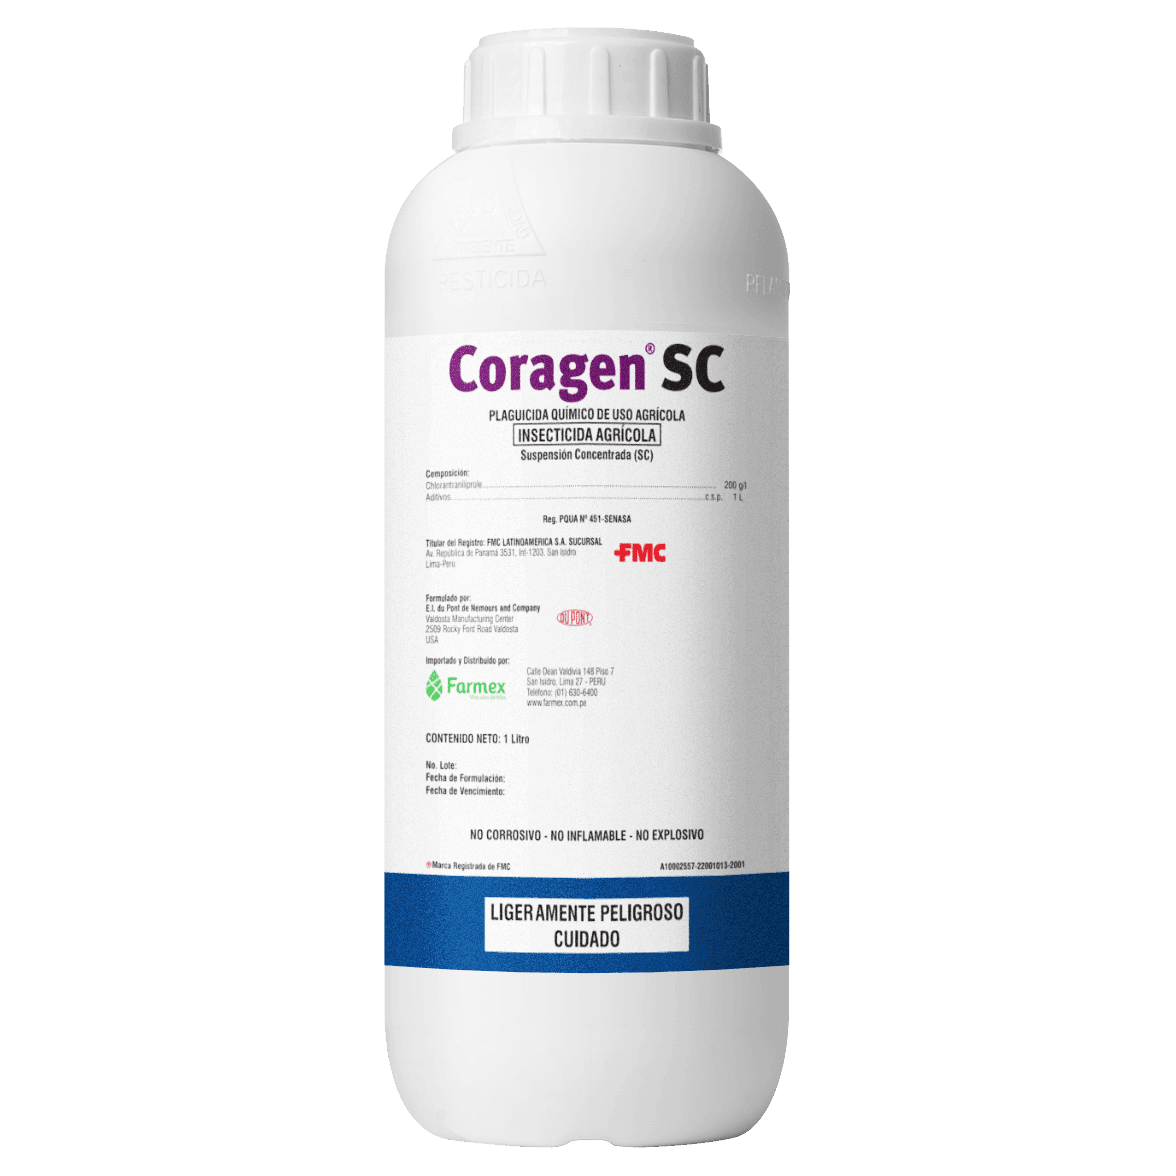 PESTICIDA
Coragen® SC
PLAGUICIDA QUÍMICO DE USO AGRÍCOLA
INSECTICIDA AGRÍCOLA
Suspensión Concentrada (SC)
Composición:
Chlorantraniliprole 200 g/l
Aditivos c.s.p. 1 L
Reg. PQUA Nº 451-SENASA
Titular del Registro: FMC LATINOAMERICA S.A. SUCURSAL
Av. República de Panamá 3531, Int-1203, San Isidro
Lima-Perú
FMC
Formulado por:
E.I. du Pont de Nemours and Company
Valdosta Manufacturing Center
2509 Rocky Ford Road Valdosta
USA
DU PONT
Importado y Distribuido por:
Farmex
Calle Dean Valdivia 148 Piso 7
San Isidro, Lima 27 - PERU
Teléfono: (01) 630-6400
www.farmex.com.pe
CONTENIDO NETO: 1 Litro
No. Lote:
Fecha de Formulación:
Fecha de Vencimiento:
NO CORROSIVO - NO INFLAMABLE - NO EXPLOSIVO
®Marca Registrada de FMC
A10002557-22001013-2001
LIGERAMENTE PELIGROSO
CUIDADO